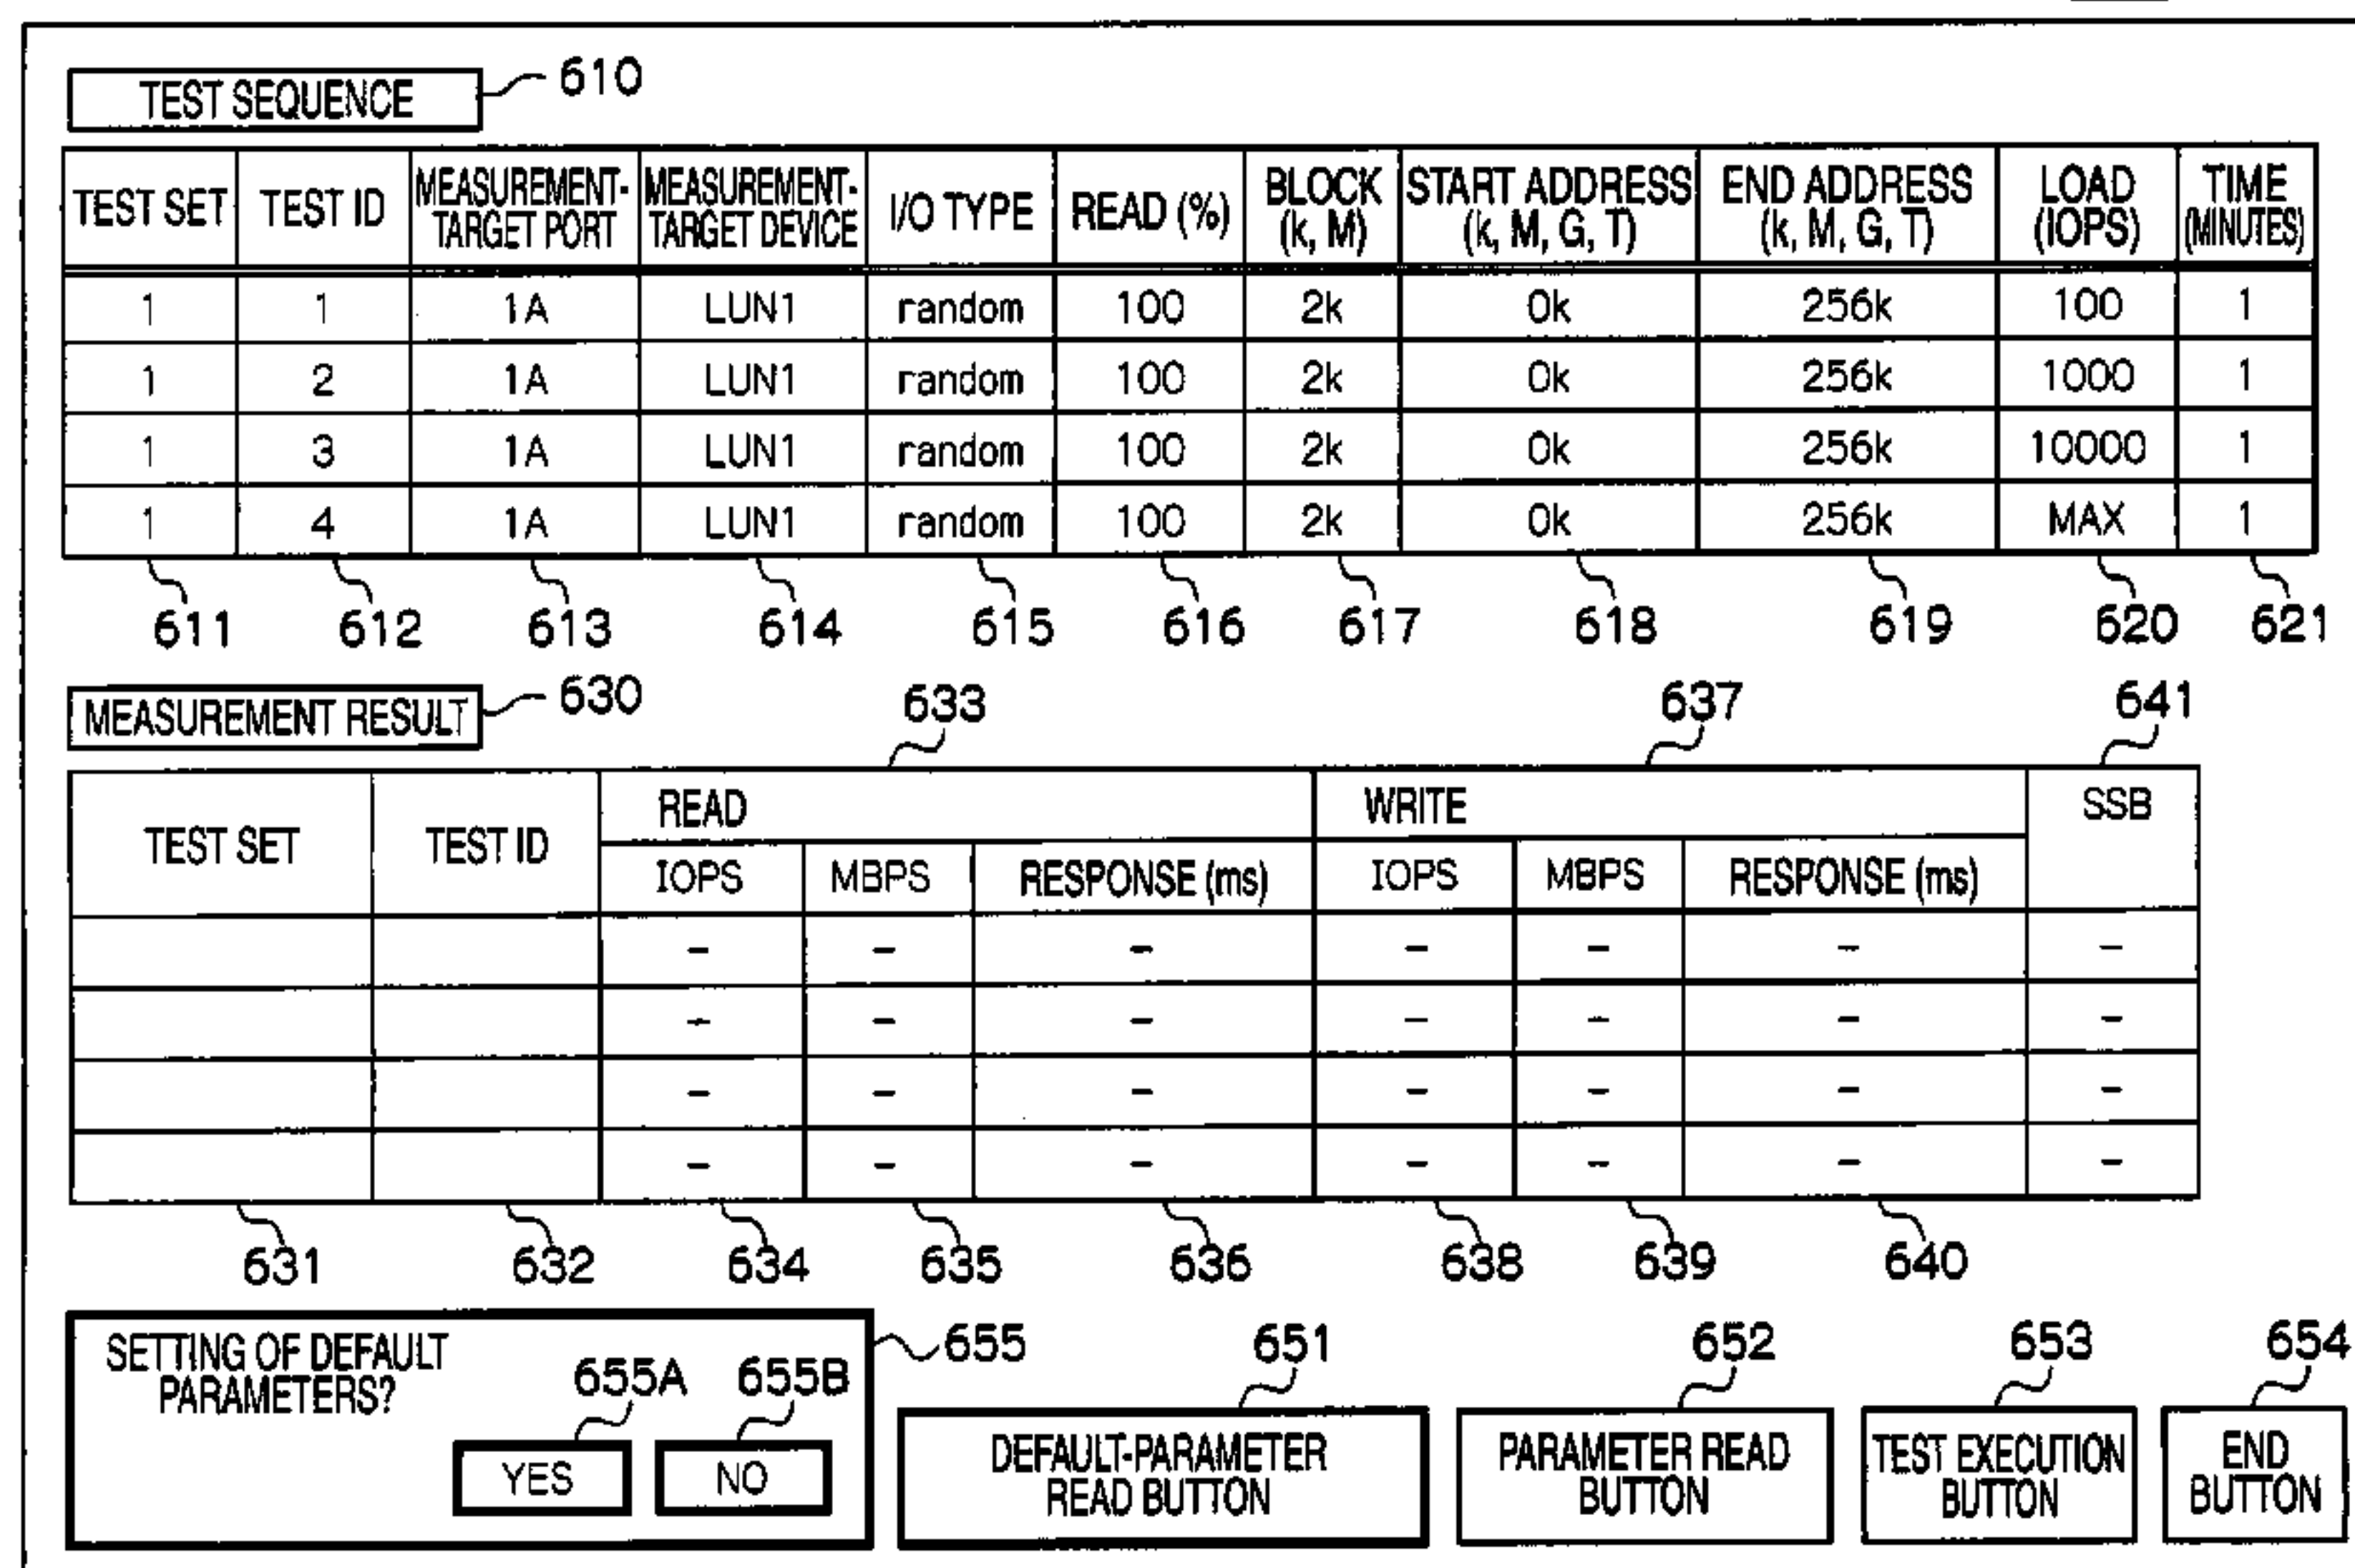 TEST SEQUENCE 610
TEST SET TEST ID MEASUREMENT-TARGET PORT MEASUREMENT-TARGET DEVICE I/O TYPE READ (%) BLOCK (k, M) START ADDRESS (k, M, G, T) END ADDRESS (k, M, G, T) LOAD (IOPS) TIME (MINUTES)
1 1 1A LUN1 random 100 2k 0k 256k 100 1
1 2 1A LUN1 random 100 2k 0k 256k 1000 1
1 3 1A LUN1 random 100 2k 0k 256k 10000 1
1 4 1A LUN1 random 100 2k 0k 256k MAX 1
611 612 613 614 615 616 617 618 619 620 621
MEASUREMENT RESULT 630 633 637 641
TEST SET TEST ID READ WRITE SSB
IOPS MBPS RESPONSE (ms) IOPS MBPS RESPONSE (ms)
- - - - - - -
- - - - - - -
- - - - - - -
- - - - - - -
631 632 634 635 636 638 639 640
SETTING OF DEFAULT
PARAMETERS?
655A 655B 655 651 652 653 654
YES NO
DEFAULT-PARAMETER
READ BUTTON
PARAMETER READ
BUTTON
TEST EXECUTION
BUTTON
END
BUTTON